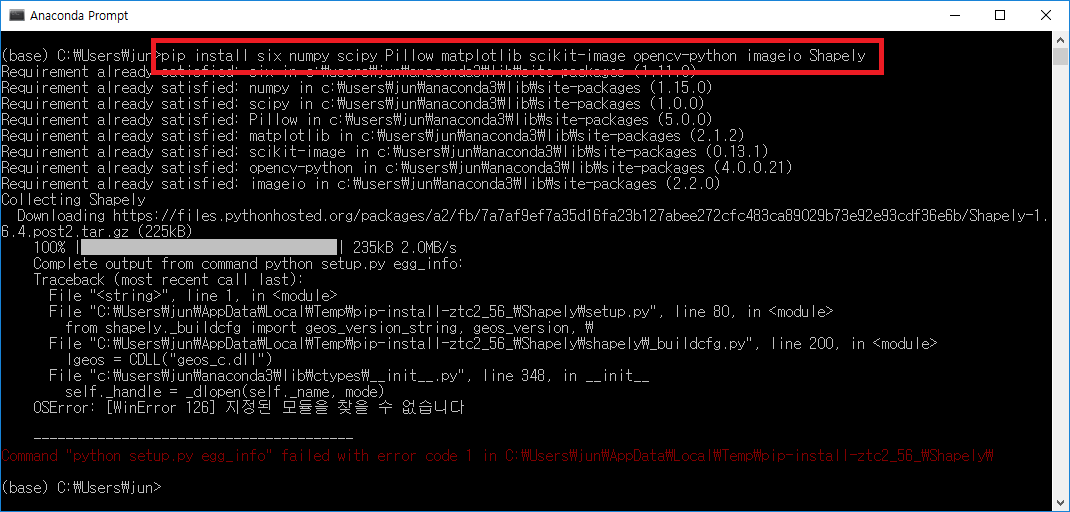 Anaconda Prompt
(base) C:₩Users₩jun>pip install six numpy scipy Pillow matplotlib scikit-image opencv-python imageio Shapely
Requirement already satisfied: six in c:₩users₩jun₩anaconda3₩lib₩site-packages (1.11.0)
Requirement already satisfied: numpy in c:₩users₩jun₩anaconda3₩lib₩site-packages (1.15.0)
Requirement already satisfied: scipy in c:₩users₩jun₩anaconda3₩lib₩site-packages (1.0.0)
Requirement already satisfied: Pillow in c:₩users₩jun₩anaconda3₩lib₩site-packages (5.0.0)
Requirement already satisfied: matplotlib in c:₩users₩jun₩anaconda3₩lib₩site-packages (2.1.2)
Requirement already satisfied: scikit-image in c:₩users₩jun₩anaconda3₩lib₩site-packages (0.13.1)
Requirement already satisfied: opencv-python in c:₩users₩jun₩anaconda3₩lib₩site-packages (4.0.0.21)
Requirement already satisfied: imageio in c:₩users₩jun₩anaconda3₩lib₩site-packages (2.2.0)
Collecting Shapely
  Downloading https://files.pythonhosted.org/packages/a2/fb/7a7af9ef7a35d16fa23b127abee272cfc483ca89029b73e92e93cdf36e6b/Shapely-1.
6.4.post2.tar.gz (225kB)
    100% |████████████████████████████████| 235kB 2.0MB/s
    Complete output from command python setup.py egg_info:
    Traceback (most recent call last):
      File "<string>", line 1, in <module>
      File "C:₩Users₩jun₩AppData₩Local₩Temp₩pip-install-ztc2_56_₩Shapely₩setup.py", line 80, in <module>
        from shapely._buildcfg import geos_version_string, geos_version, ₩
      File "C:₩Users₩jun₩AppData₩Local₩Temp₩pip-install-ztc2_56_₩Shapely₩shapely₩_buildcfg.py", line 200, in <module>
        lgeos = CDLL("geos_c.dll")
      File "c:₩users₩jun₩anaconda3₩lib₩ctypes₩__init__.py", line 348, in __init__
        self._handle = _dlopen(self._name, mode)
    OSError: [WinError 126] 지정된 모듈을 찾을 수 없습니다
    ----------------------------------------
Command "python setup.py egg_info" failed with error code 1 in C:₩Users₩jun₩AppData₩Local₩Temp₩pip-install-ztc2_56_₩Shapely₩
(base) C:₩Users₩jun>